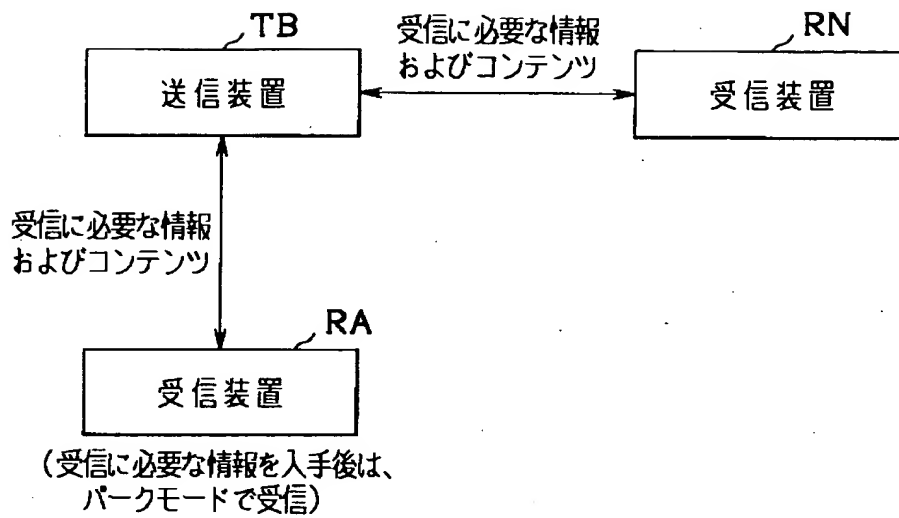 TB
送信装置
受信に必要な情報
およびコンテンツ
RN
受信装置
受信に必要な情報
およびコンテンツ
RA
受信装置
(受信に必要な情報を入手後は、
パークモードで受信)